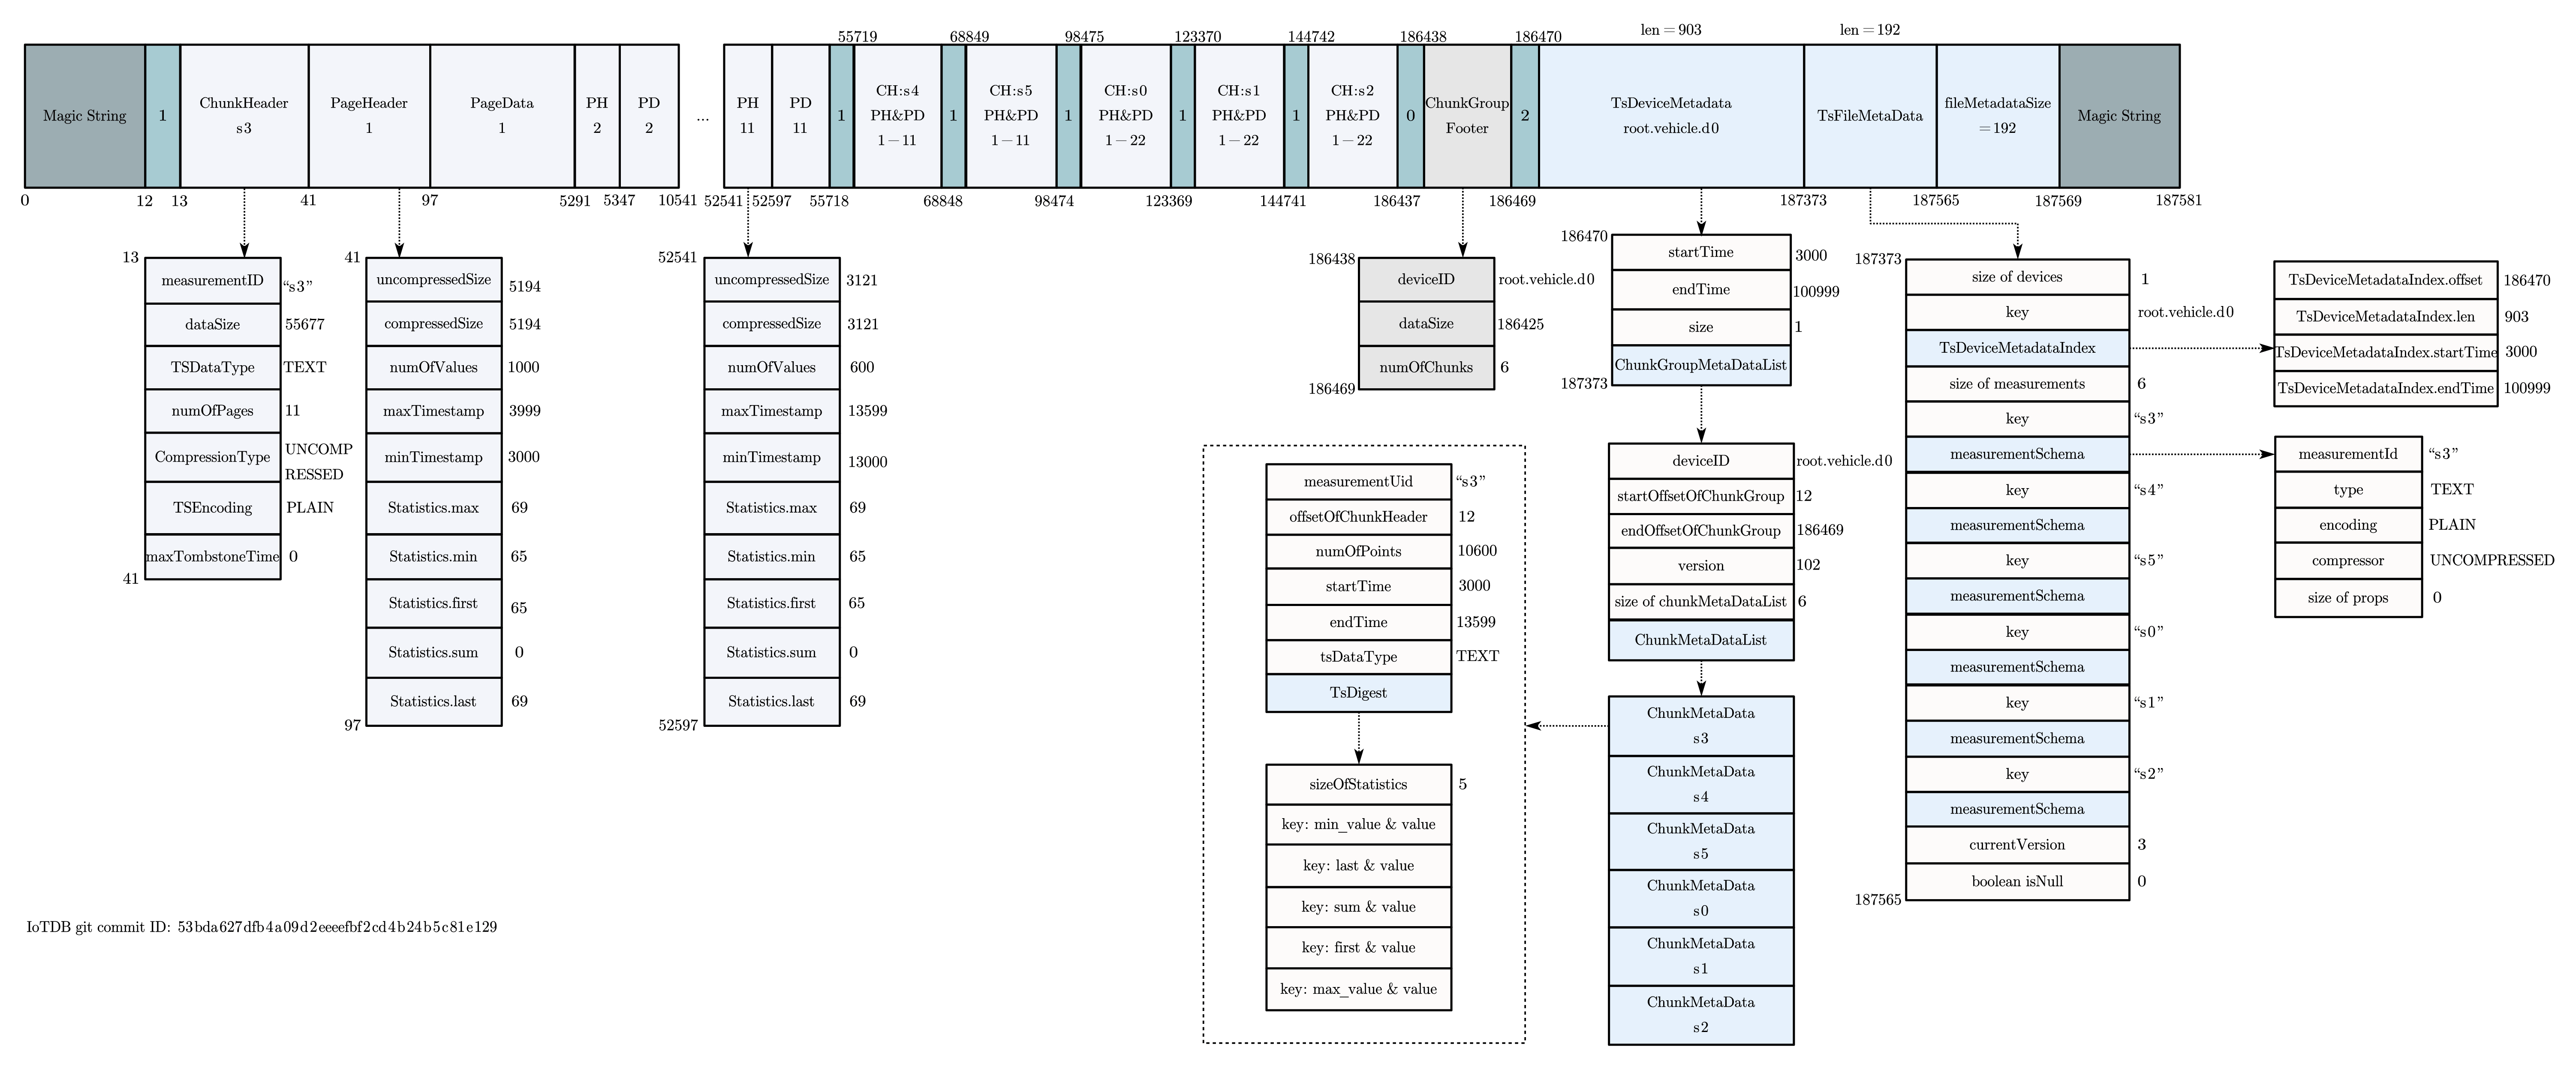 55719
68849
98475
123370
144742
186438
186470
len = 903
len = 192
Magic String
1
ChunkHeader
s3
PageHeader
1
PageData
1
PH
2
PD
2
...
PH
11
PD
11
1
CH:s4
PH&PD
1 – 11
1
CH:s5
PH&PD
1 – 11
1
CH:s0
PH&PD
1 – 22
1
CH:s1
PH&PD
1 – 22
1
CH:s2
PH&PD
1 – 22
0
ChunkGroup
Footer
2
TsDeviceMetadata
root.vehicle.d0
TsFileMetaData
fileMetadataSize
= 192
Magic String
0
12
13
41
97
5291
5347
10541
52541
52597
55718
68848
98474
123369
144741
186437
186469
187373
187565
187569
187581
13
measurementID
“s3”
dataSize
55677
TSDataType
TEXT
numOfPages
11
CompressionType
UNCOMP
RESSED
TSEncoding
PLAIN
maxTombstoneTime
0
41
41
uncompressedSize
5194
compressedSize
5194
numOfValues
1000
maxTimestamp
3999
minTimestamp
3000
Statistics.max
69
Statistics.min
65
Statistics.first
65
Statistics.sum
0
Statistics.last
69
97
52541
uncompressedSize
3121
compressedSize
3121
numOfValues
600
maxTimestamp
13599
minTimestamp
13000
Statistics.max
69
Statistics.min
65
Statistics.first
65
Statistics.sum
0
Statistics.last
69
52597
186438
deviceID
root.vehicle.d0
dataSize
186425
numOfChunks
6
186469
186470
startTime
3000
endTime
100999
size
1
ChunkGroupMetaDataList
187373
deviceID
root.vehicle.d0
startOffsetOfChunkGroup
12
endOffsetOfChunkGroup
186469
version
102
size of chunkMetaDataList
6
ChunkMetaDataList
ChunkMetaData
s3
ChunkMetaData
s4
ChunkMetaData
s5
ChunkMetaData
s0
ChunkMetaData
s1
ChunkMetaData
s2
measurementUid
“s3”
offsetOfChunkHeader
12
numOfPoints
10600
startTime
3000
endTime
13599
tsDataType
TEXT
TsDigest
sizeOfStatistics
5
key: min_value & value
key: last & value
key: sum & value
key: first & value
key: max_value & value
187373
size of devices
1
key
root.vehicle.d0
TsDeviceMetadataIndex
size of measurements
6
key
“s3”
measurementSchema
key
“s4”
measurementSchema
key
“s5”
measurementSchema
key
“s0”
measurementSchema
key
“s1”
measurementSchema
key
“s2”
measurementSchema
currentVersion
3
boolean isNull
0
187565
TsDeviceMetadataIndex.offset
186470
TsDeviceMetadataIndex.len
903
TsDeviceMetadataIndex.startTime
3000
TsDeviceMetadataIndex.endTime
100999
measurementId
“s3”
type
TEXT
encoding
PLAIN
compressor
UNCOMPRESSED
size of props
0
IoTDB git commit ID: 53bda627dfb4a09d2eeeefbf2cd4b24b5c81e129